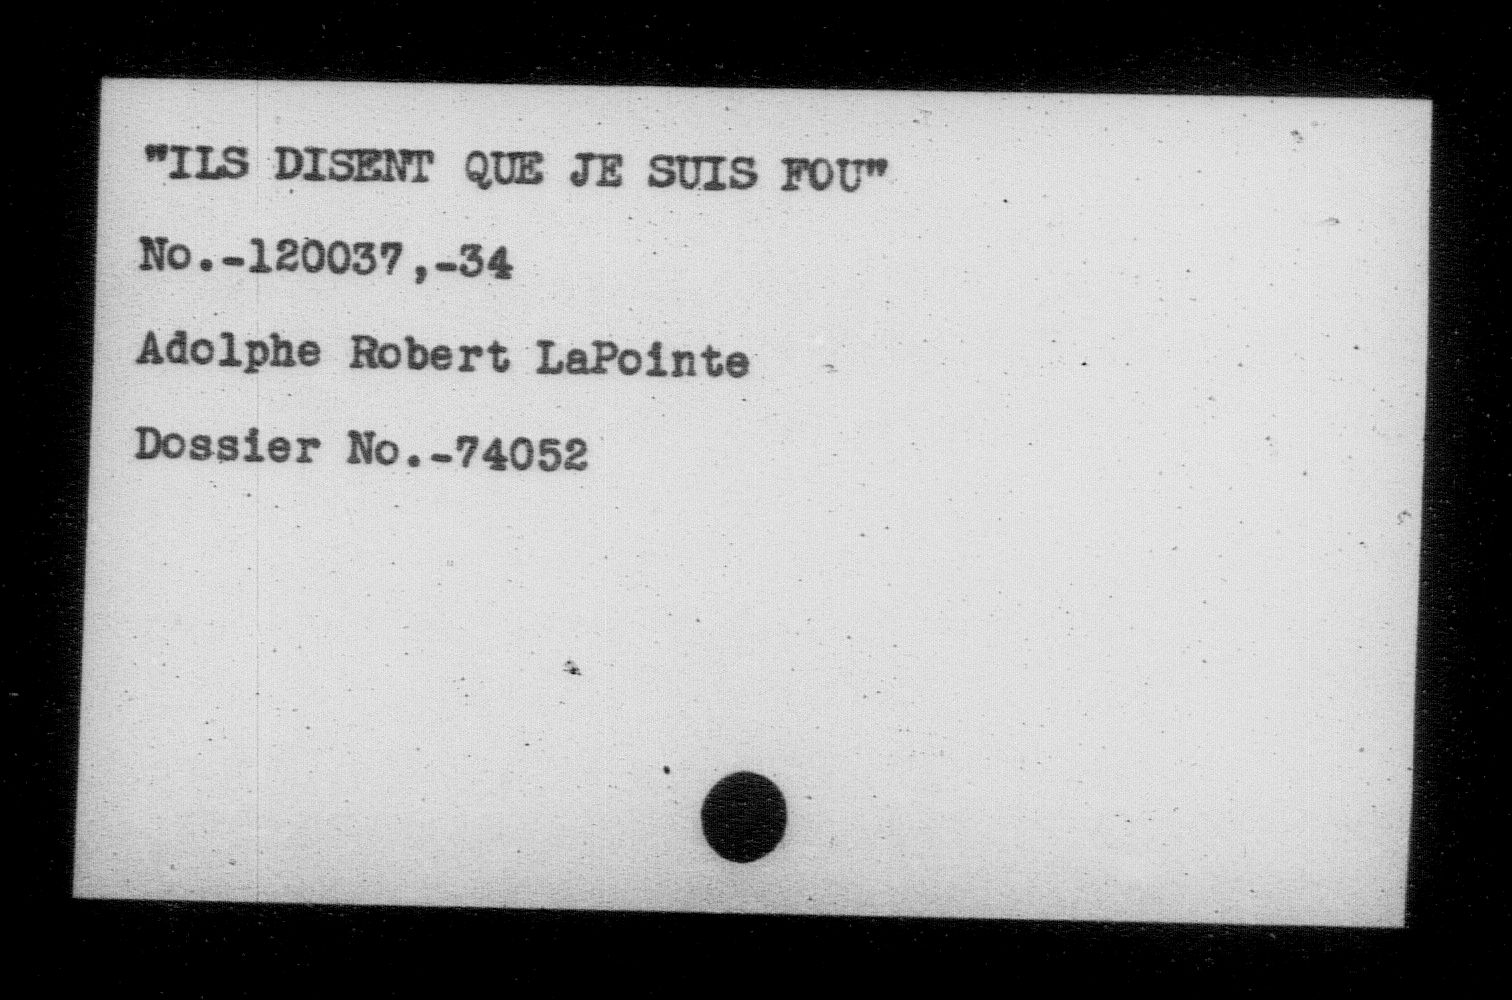 "ILS DISENT QUE JE SUIS FOU"
No.-120037,-34
Adolphe Robert LaPointe
Dossier No.-74052